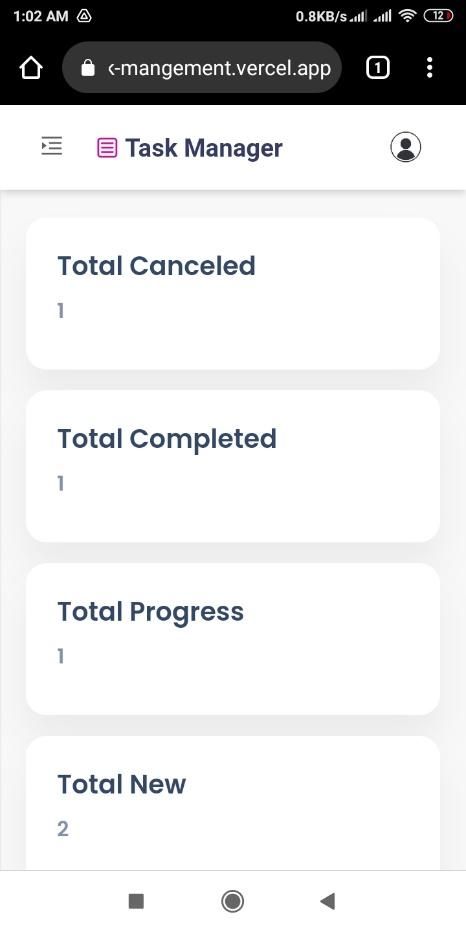 1:02 AM 0.8KB/s 12
-mangement.vercel.app 1
Task Manager
Total Canceled
1
Total Completed
1
Total Progress
1
Total New
2